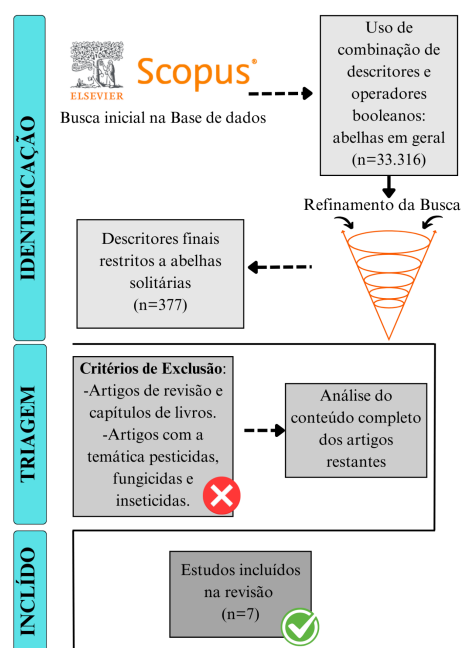 IDENTIFICAÇÃO
ELSEVIER
Scopus®
Busca inicial na Base de dados
Uso de
combinação de
descritores e
operadores
booleanos:
abelhas em geral
(n=33.316)
Refinamento da Busca
Descritores finais
restritos a abelhas
solitárias
(n=377)
TRIAGEM
Critérios de Exclusão:
-Artigos de revisão e
capítulos de livros.
-Artigos com a
temática pesticidas,
fungicidas e
inseticidas.
Análise do
conteúdo completo
dos artigos
restantes
INCLÍDO
Estudos incluídos
na revisão
(n=7)